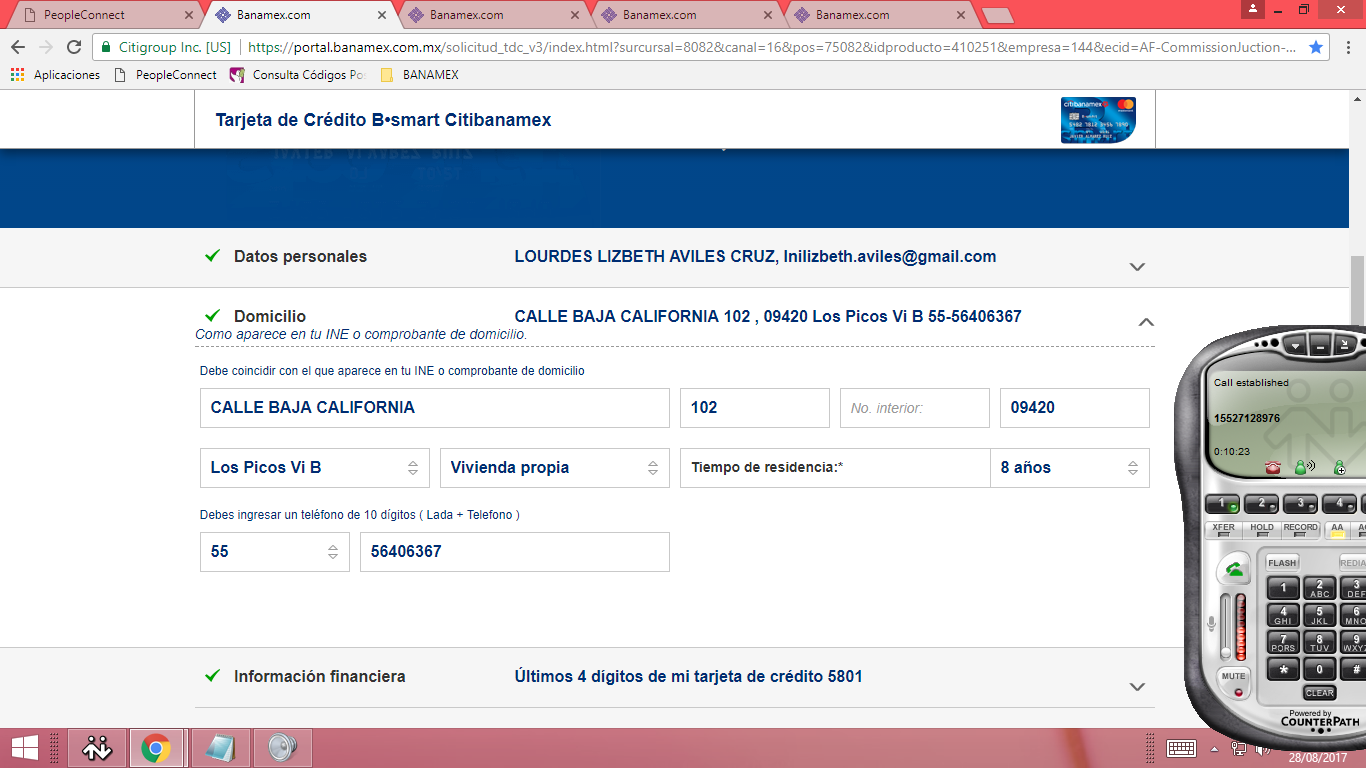 PeopleConnect
Banamex.com
Banamex.com
Banamex.com
Banamex.com
Citigroup Inc. [US]
https://portal.banamex.com.mx/solicitud_tdc_v3/index.html?surcursal=8082&canal=16&pos=75082&idproducto=410251&empresa=144&ecid=AF-CommissionJuction-...
Aplicaciones
PeopleConnect
Consulta Códigos Po
BANAMEX
Tarjeta de Crédito B•smart Citibanamex
citibanamex
Datos personales
LOURDES LIZBETH AVILES CRUZ, lnilizbeth.aviles@gmail.com
Domicilio
CALLE BAJA CALIFORNIA 102 , 09420 Los Picos Vi B 55-56406367
Como aparece en tu INE o comprobante de domicilio.
Debe coincidir con el que aparece en tu INE o comprobante de domicilio
CALLE BAJA CALIFORNIA
102
No. interior:
09420
Los Picos Vi B
Vivienda propia
Tiempo de residencia:*
8 años
Debes ingresar un teléfono de 10 dígitos ( Lada + Telefono )
55
56406367
Información financiera
Últimos 4 dígitos de mi tarjeta de crédito 5801
Call established
15527128976
0:10:23
1
2
3
4
XFER
HOLD
RECORD
AA
FLASH
REDIA
1
2
ABC
3
DEF
4
GHI
5
JKL
6
MNO
7
PQRS
8
TUV
9
WXYZ
*
0
#
MUTE
CLEAR
Powered by
COUNTERPATH
28/08/2017